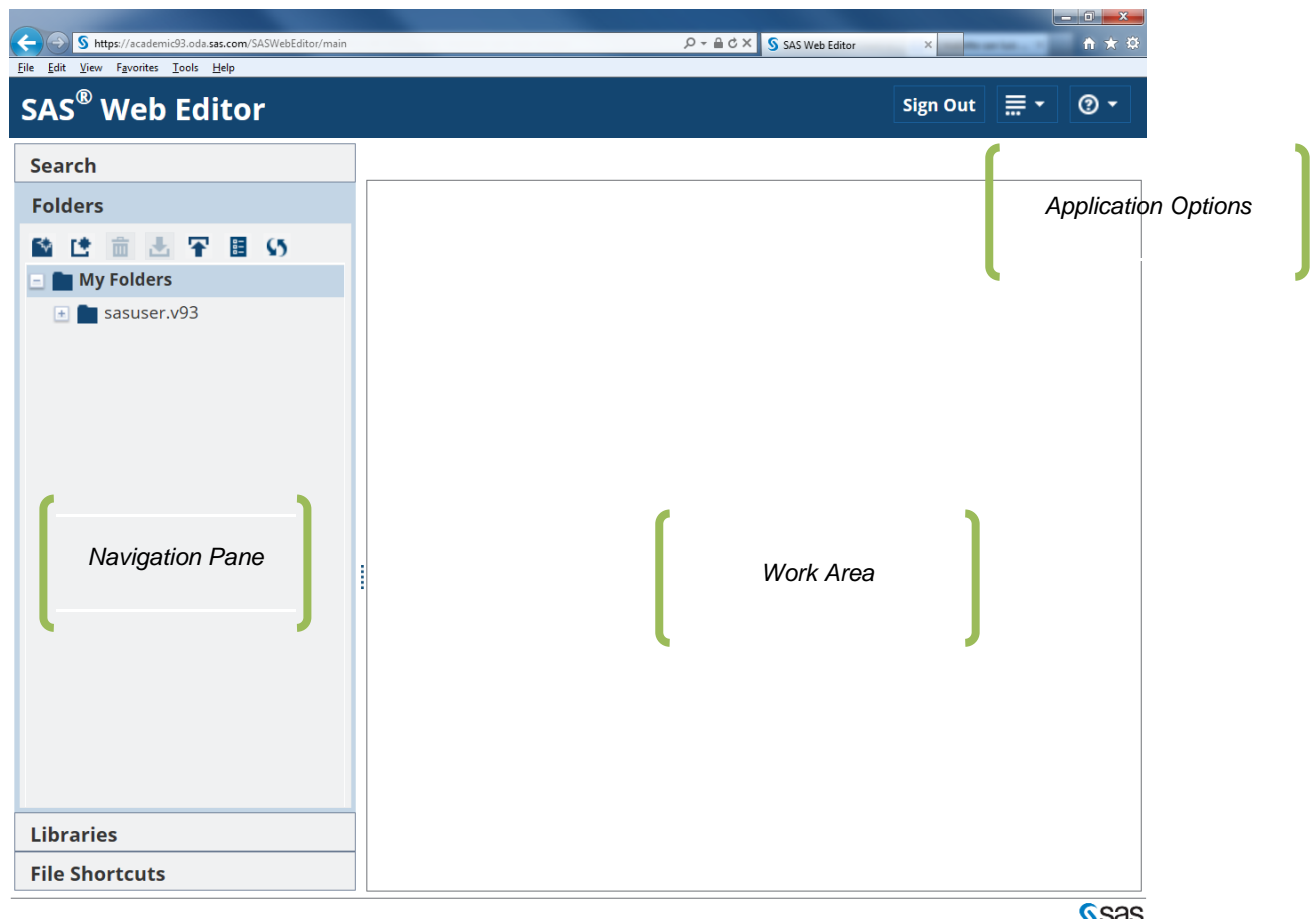 https://academic93.oda.sas.com/SASWebEditor/main
SAS Web Editor
File Edit View Favorites Tools Help
SAS® Web Editor
Sign Out
Search
Folders
Application Options
My Folders
sasuser.v93
Navigation Pane
Work Area
Libraries
File Shortcuts
sas